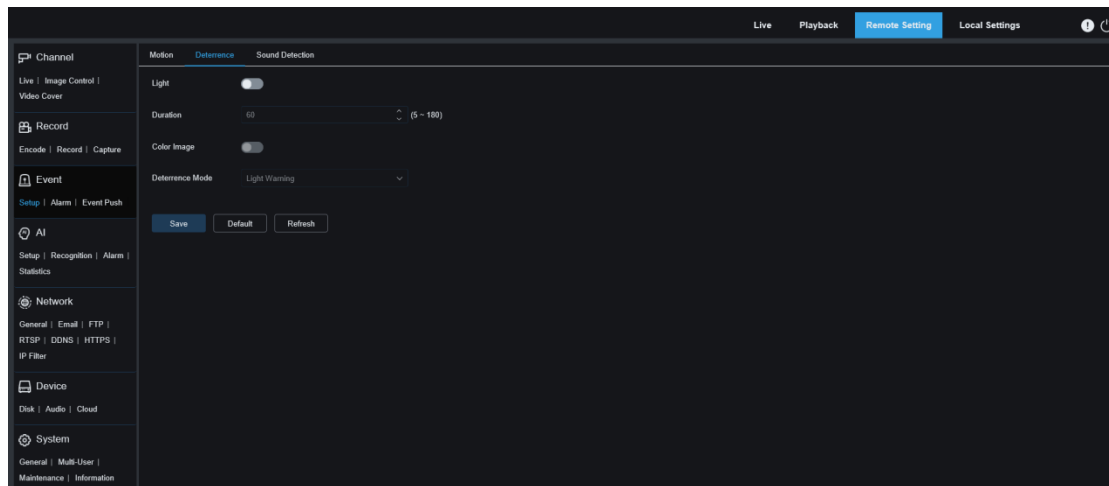 Live Playback Remote Setting Local Settings
Channel
Live | Image Control |
Video Cover
Record
Encode | Record | Capture
Event
Setup | Alarm | Event Push
AI
Setup | Recognition | Alarm |
Statistics
Network
General | Email | FTP |
RTSP | DDNS | HTTPS |
IP Filter
Device
Disk | Audio | Cloud
System
General | Multi-User |
Maintenance | Information
Motion Deterrence Sound Detection
Light
Duration 60 (5 ~ 180)
Color Image
Deterrence Mode Light Warning
Save Default Refresh